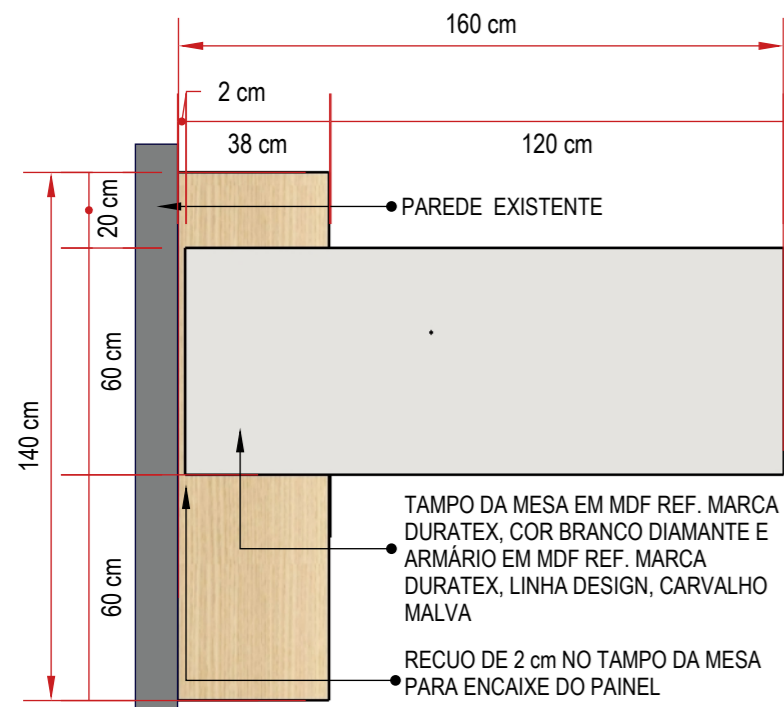 160 cm
2 cm
38 cm
120 cm
20 cm
PAREDE EXISTENTE
60 cm
140 cm
TAMPO DA MESA EM MDF REF. MARCA
DURATEX, COR BRANCO DIAMANTE E
ARMÁRIO EM MDF REF. MARCA
DURATEX, LINHA DESIGN, CARVALHO
MALVA
60 cm
RECUO DE 2 cm NO TAMPO DA MESA
PARA ENCAIXE DO PAINEL